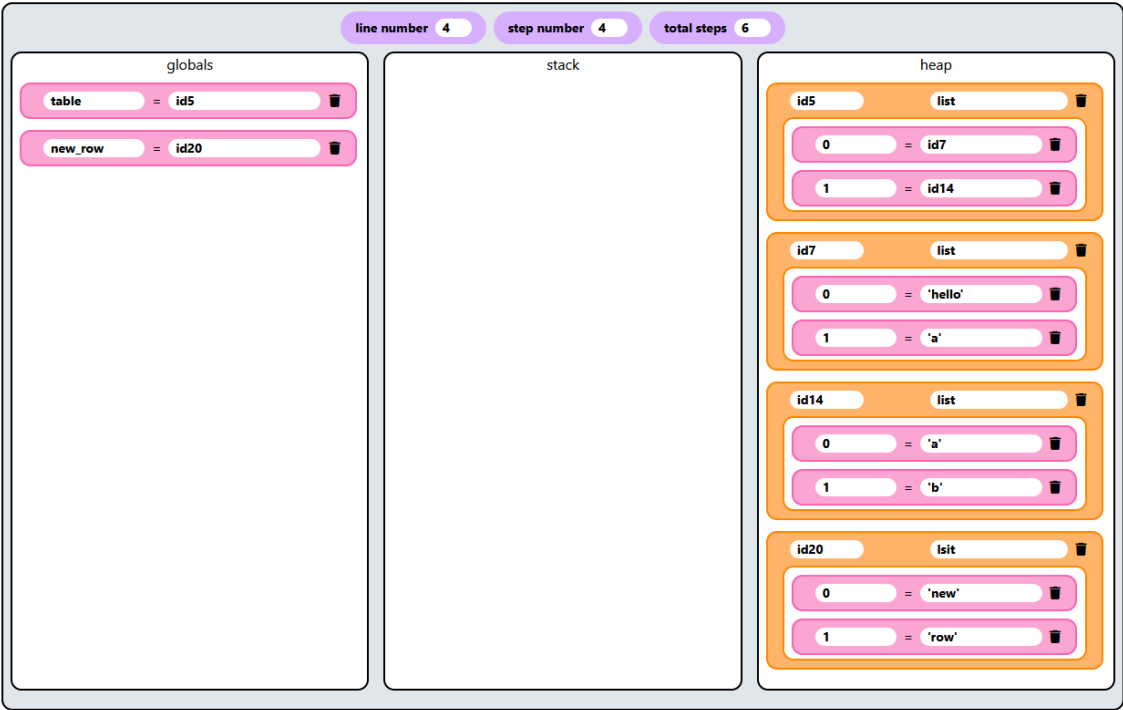 line number 4 step number 4 total steps 6
globals
table = id5
new_row = id20
stack
heap
id5 list
0 = id7
1 = id14
id7 list
0 = 'hello'
1 = 'a'
id14 list
0 = 'a'
1 = 'b'
id20 lsit
0 = 'new'
1 = 'row'